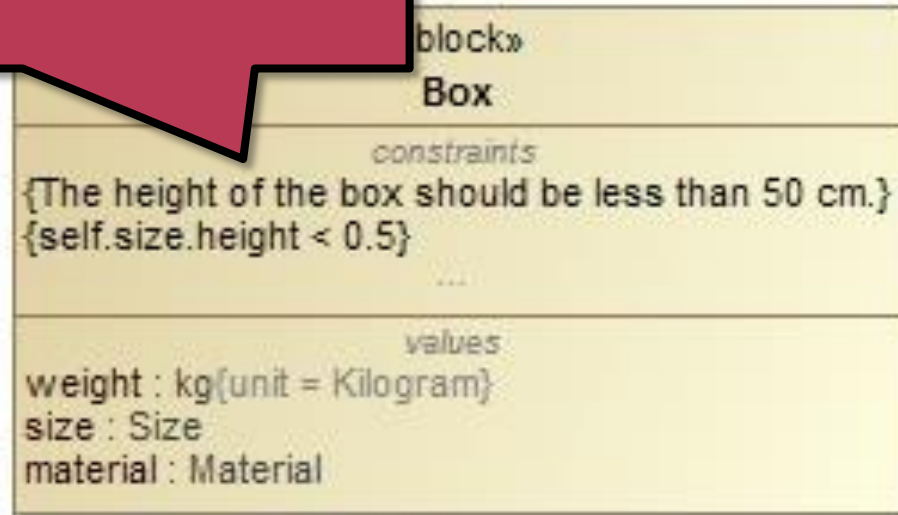 block»
Box
constraints
{The height of the box should be less than 50 cm.}
{self.size.height < 0.5}
...
values
weight : kg{unit = Kilogram}
size : Size
material : Material